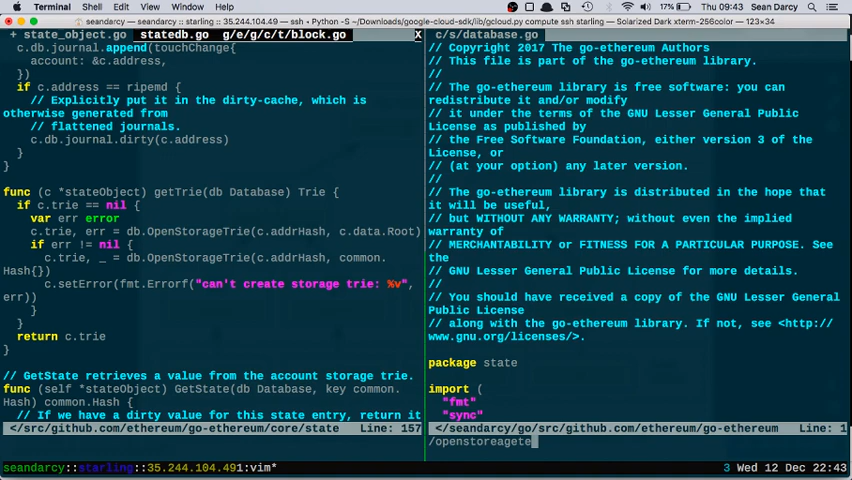 Terminal Shell Edit View Window Help 17% Thu 09:43 Sean Darcy
seandarcy — seandarcy :: starling :: 35.244.104.49 — ssh • Python -S ~/Downloads/google-cloud-sdk/lib/gcloud.py compute ssh starling — Solarized Dark xterm-256color — 123×34
+ state_object.go statedb.go g/e/g/c/t/block.go X
c.db.journal.append(touchChange{
account: &c.address,
})
if c.address == ripemd {
// Explicitly put it in the dirty-cache, which is
otherwise generated from
// flattened journals.
c.db.journal.dirty(c.address)
}
}
func (c *stateObject) getTrie(db Database) Trie {
if c.trie == nil {
var err error
c.trie, err = db.OpenStorageTrie(c.addrHash, c.data.Root)
if err != nil {
c.trie, _ = db.OpenStorageTrie(c.addrHash, common.
Hash{})
c.setError(fmt.Errorf("can't create storage trie: %v",
err))
}
}
return c.trie
}
// GetState retrieves a value from the account storage trie.
func (self *stateObject) GetState(db Database, key common.
Hash) common.Hash {
// If we have a dirty value for this state entry, return it
</src/github.com/ethereum/go-ethereum/core/state Line: 157
c/s/database.go
// Copyright 2017 The go-ethereum Authors
// This file is part of the go-ethereum library.
//
// The go-ethereum library is free software: you can
redistribute it and/or modify
// it under the terms of the GNU Lesser General Public
License as published by
// the Free Software Foundation, either version 3 of the
License, or
// (at your option) any later version.
//
// The go-ethereum library is distributed in the hope that
it will be useful,
// but WITHOUT ANY WARRANTY; without even the implied
warranty of
// MERCHANTABILITY or FITNESS FOR A PARTICULAR PURPOSE. See
the
// GNU Lesser General Public License for more details.
//
// You should have received a copy of the GNU Lesser General
Public License
// along with the go-ethereum library. If not, see <http://
www.gnu.org/licenses/>.
package state
import (
"fmt"
"sync"
</seandarcy/go/src/github.com/ethereum/go-ethereum Line: 1
/openstoreagete
seandarcy::starling::35.244.104.491:vim* 3 Wed 12 Dec 22:43